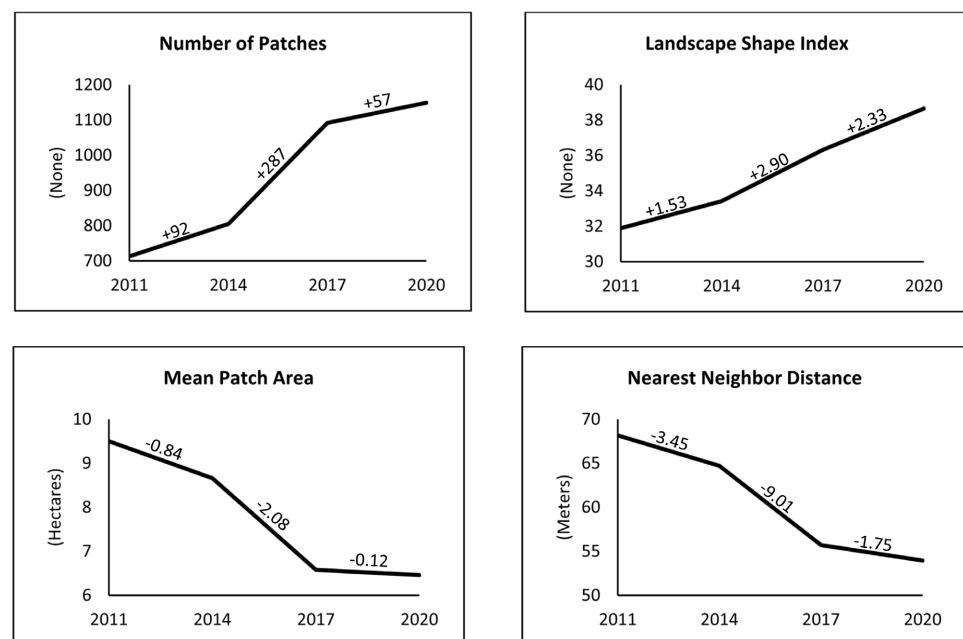 Number of Patches
(None)
1200
1100
1000
900
800
700
+92
+287
+57
2011 2014 2017 2020
Landscape Shape Index
(None)
40
38
36
34
32
30
+1.53
+2.90
+2.33
2011 2014 2017 2020
Mean Patch Area
(Hectares)
10
9
8
7
6
-0.84
-2.08
-0.12
2011 2014 2017 2020
Nearest Neighbor Distance
(Meters)
70
65
60
55
50
-3.45
-9.01
-1.75
2011 2014 2017 2020